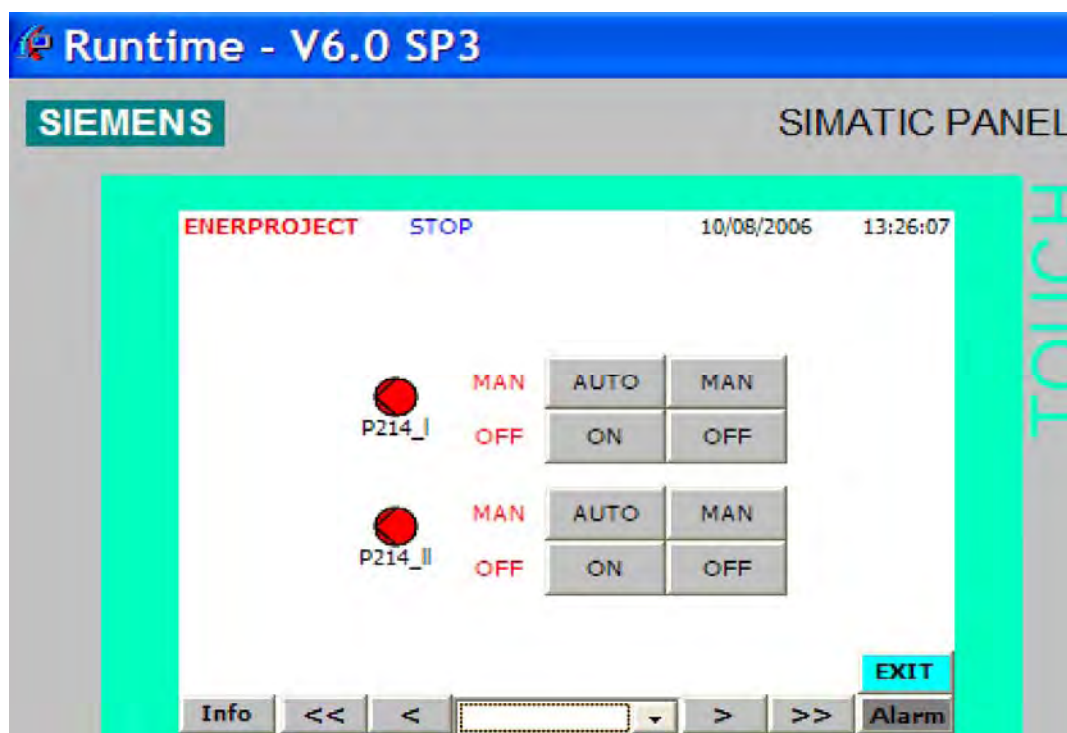 Runtime - V6.0 SP3
SIEMENS SIMATIC PANEL
TOUCH
ENERPROJECT STOP 10/08/2006 13:26:07
MAN AUTO MAN
P214_I OFF ON OFF
MAN AUTO MAN
P214_II OFF ON OFF
EXIT
Info << < > >> Alarm